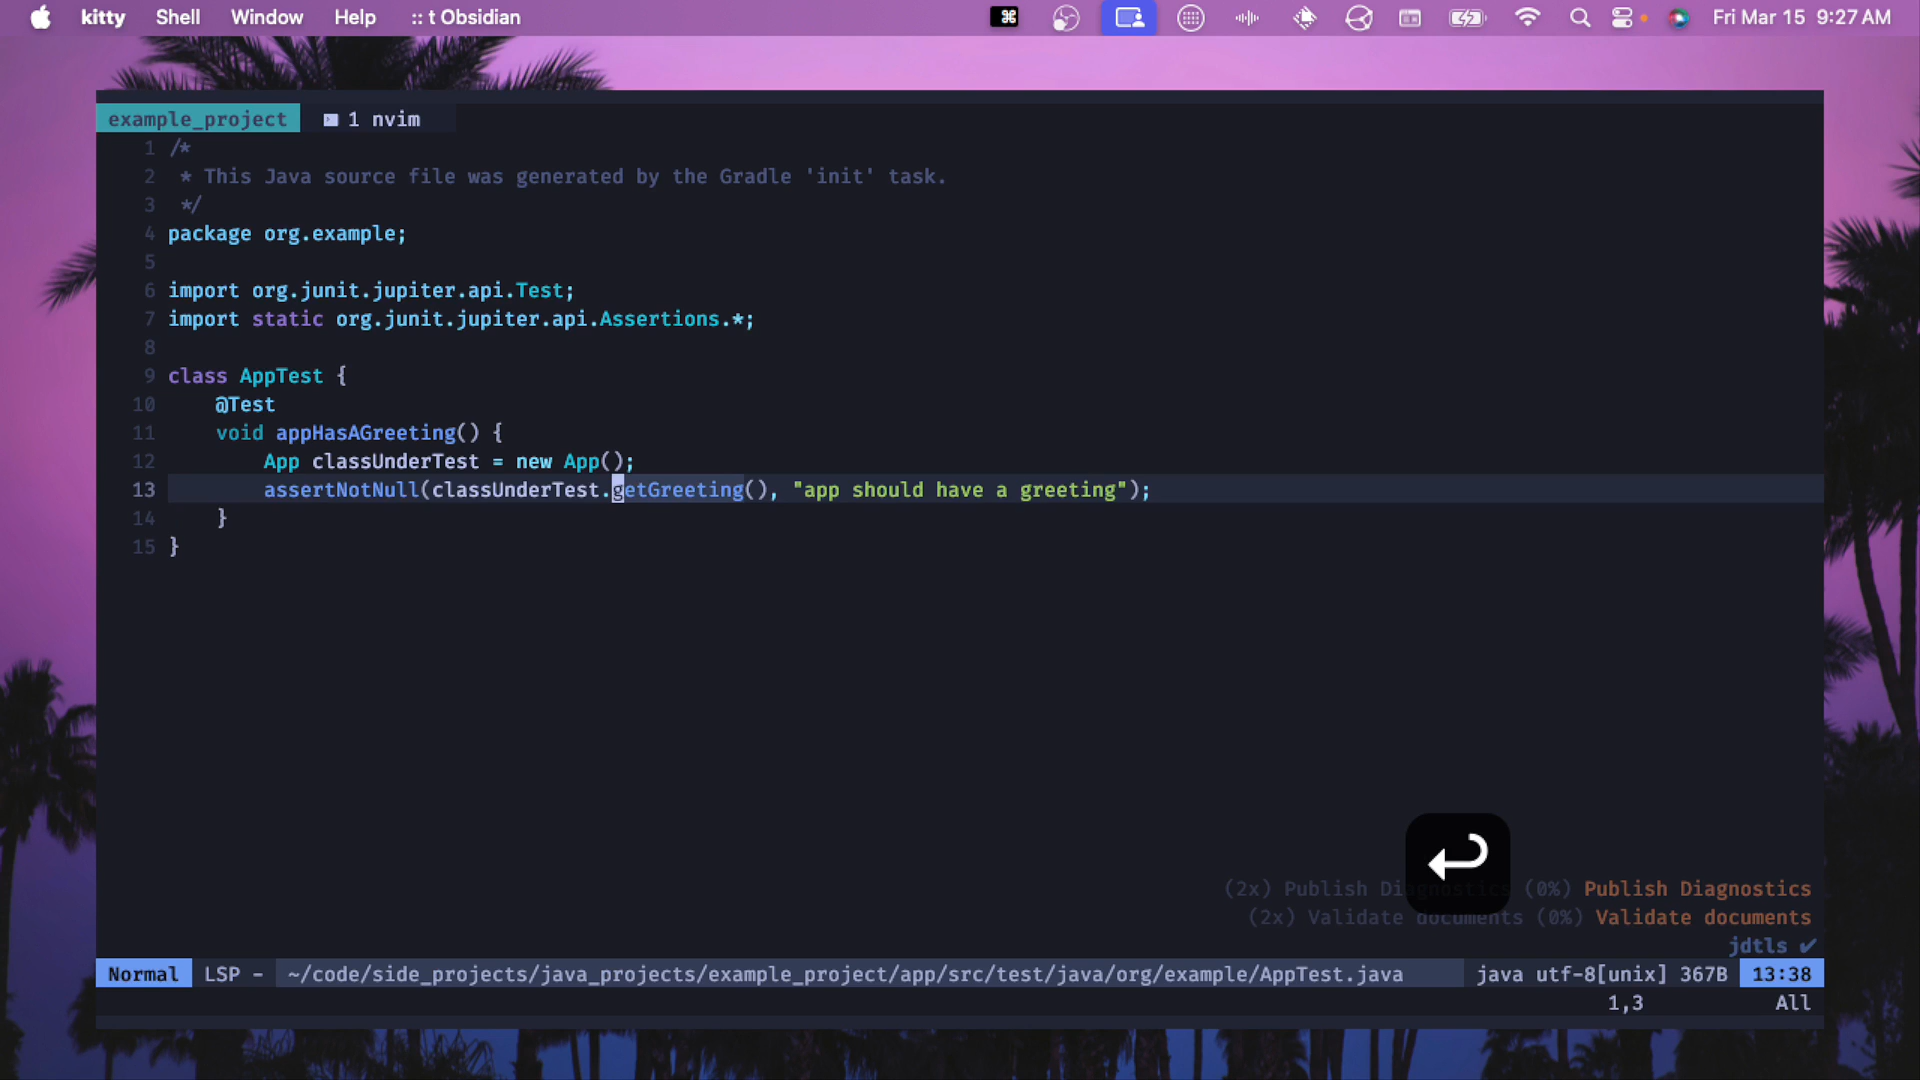 kitty Shell Window Help :: t Obsidian Fri Mar 15 9:27 AM
example_project 1 nvim
1 /*
2 * This Java source file was generated by the Gradle 'init' task.
3 */
4 package org.example;
5
6 import org.junit.jupiter.api.Test;
7 import static org.junit.jupiter.api.Assertions.*;
8
9 class AppTest {
10 @Test
11 void appHasAGreeting() {
12 App classUnderTest = new App();
13 assertNotNull(classUnderTest.getGreeting(), "app should have a greeting");
14 }
15 }
(2x) Publish Diagnostics (0%) Publish Diagnostics
(2x) Validate documents (0%) Validate documents
jdtls ✔
Normal LSP - ~/code/side_projects/java_projects/example_project/app/src/test/java/org/example/AppTest.java java utf-8[unix] 367B 13:38
1,3 All